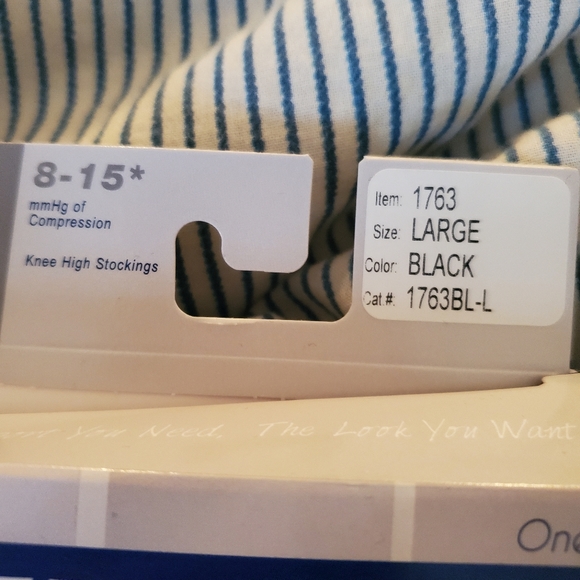 8-15*
mmHg of
Compression
Knee High Stockings
Item: 1763
Size: LARGE
Color: BLACK
Cat.#: 1763BL-L
You Need, The Look You Want